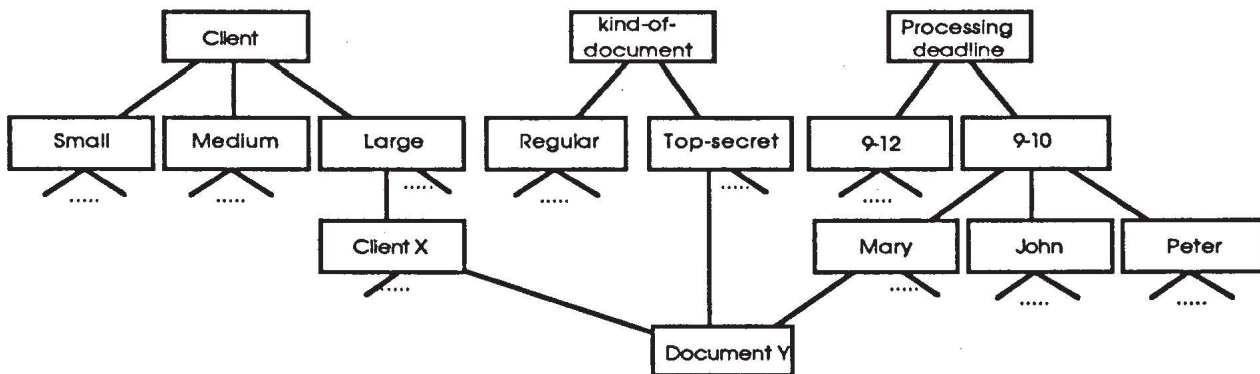 Client
kind-of-
document
Processing
deadline
Small
Medium
Large
Regular
Top-secret
9-12
9-10
.....
.....
.....
.....
.....
.....
Client X
Mary
John
Peter
.....
.....
.....
.....
Document Y